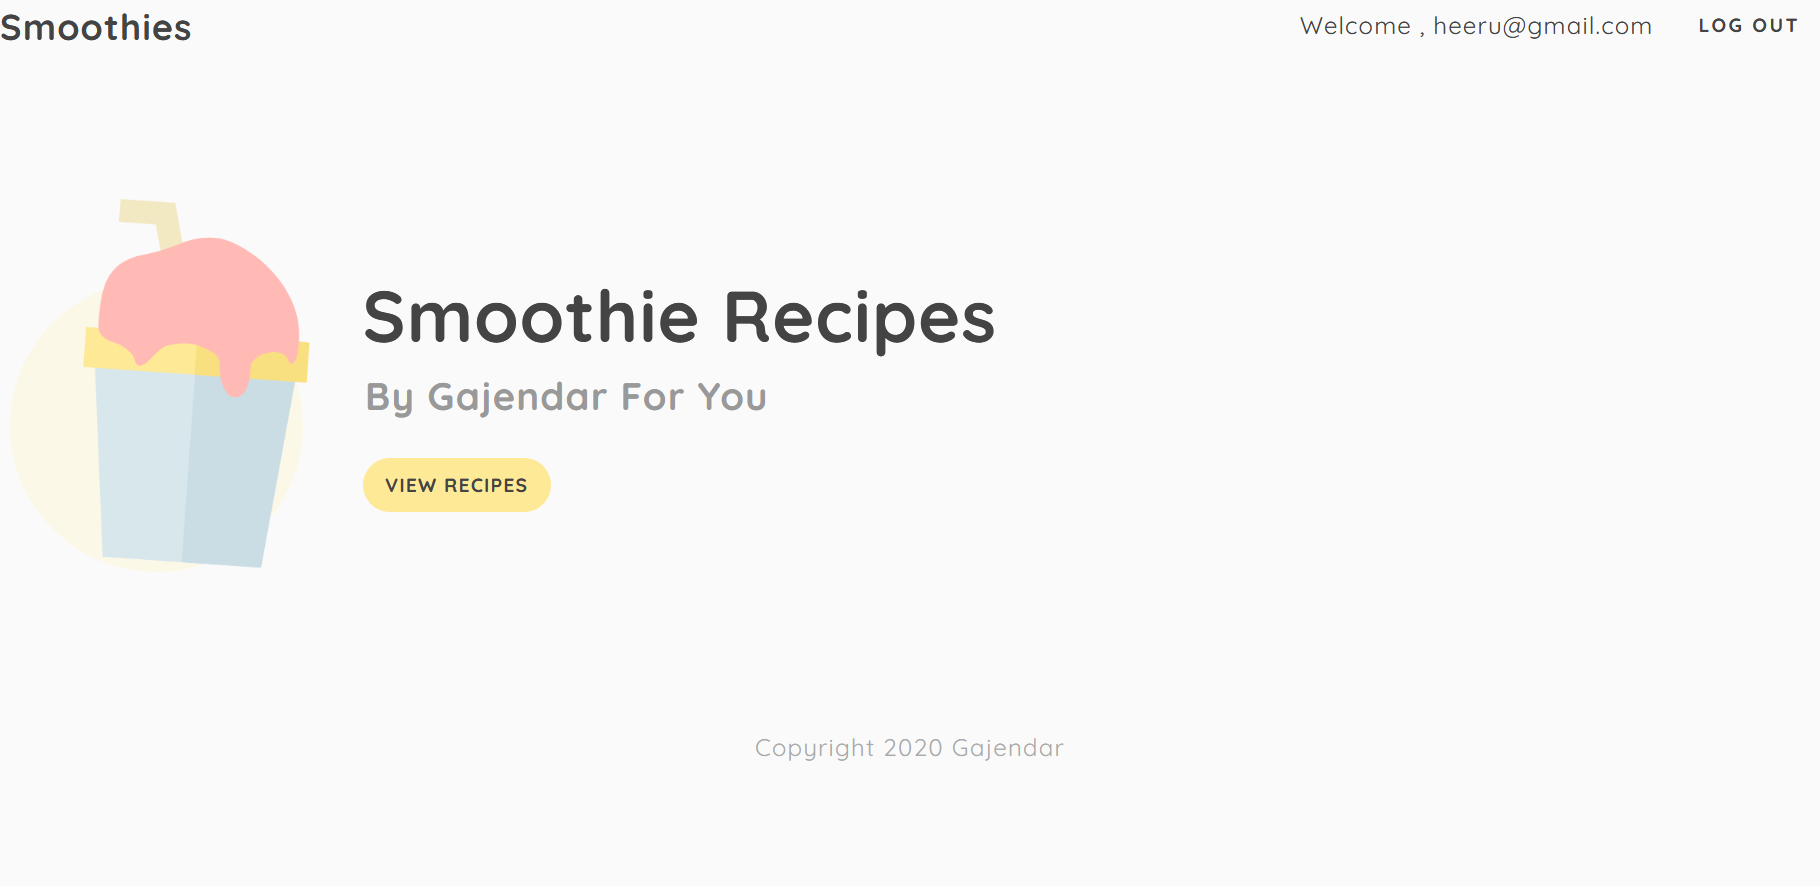 Smoothies
Welcome , heeru@gmail.com
LOG OUT
Smoothie Recipes
By Gajendar For You
VIEW RECIPES
Copyright 2020 Gajendar